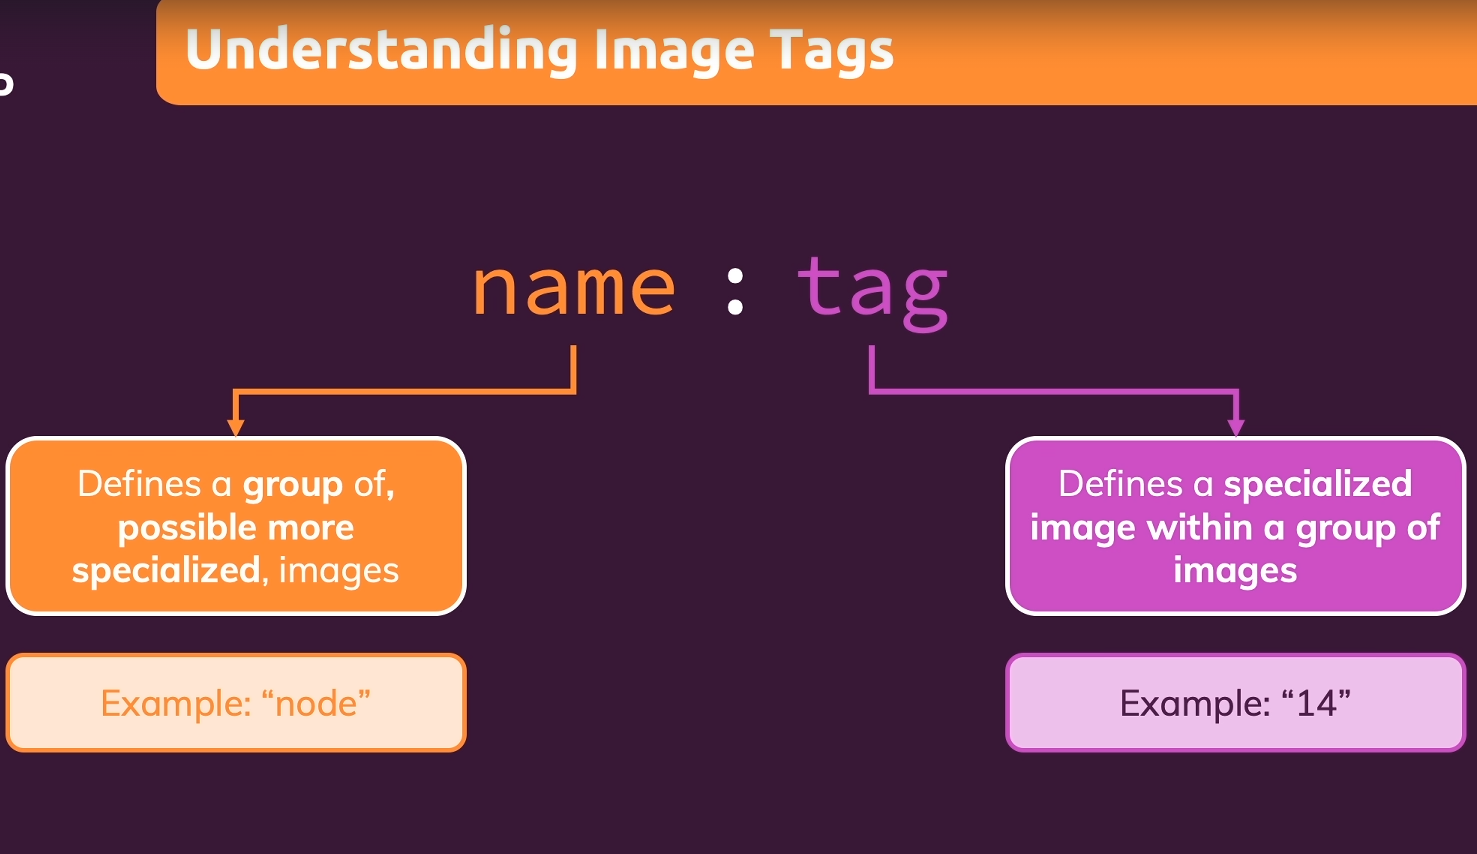 Understanding Image Tags
name : tag
Defines a group of,
possible more
specialized, images
Defines a specialized
image within a group of
images
Example: “node”
Example: “14”